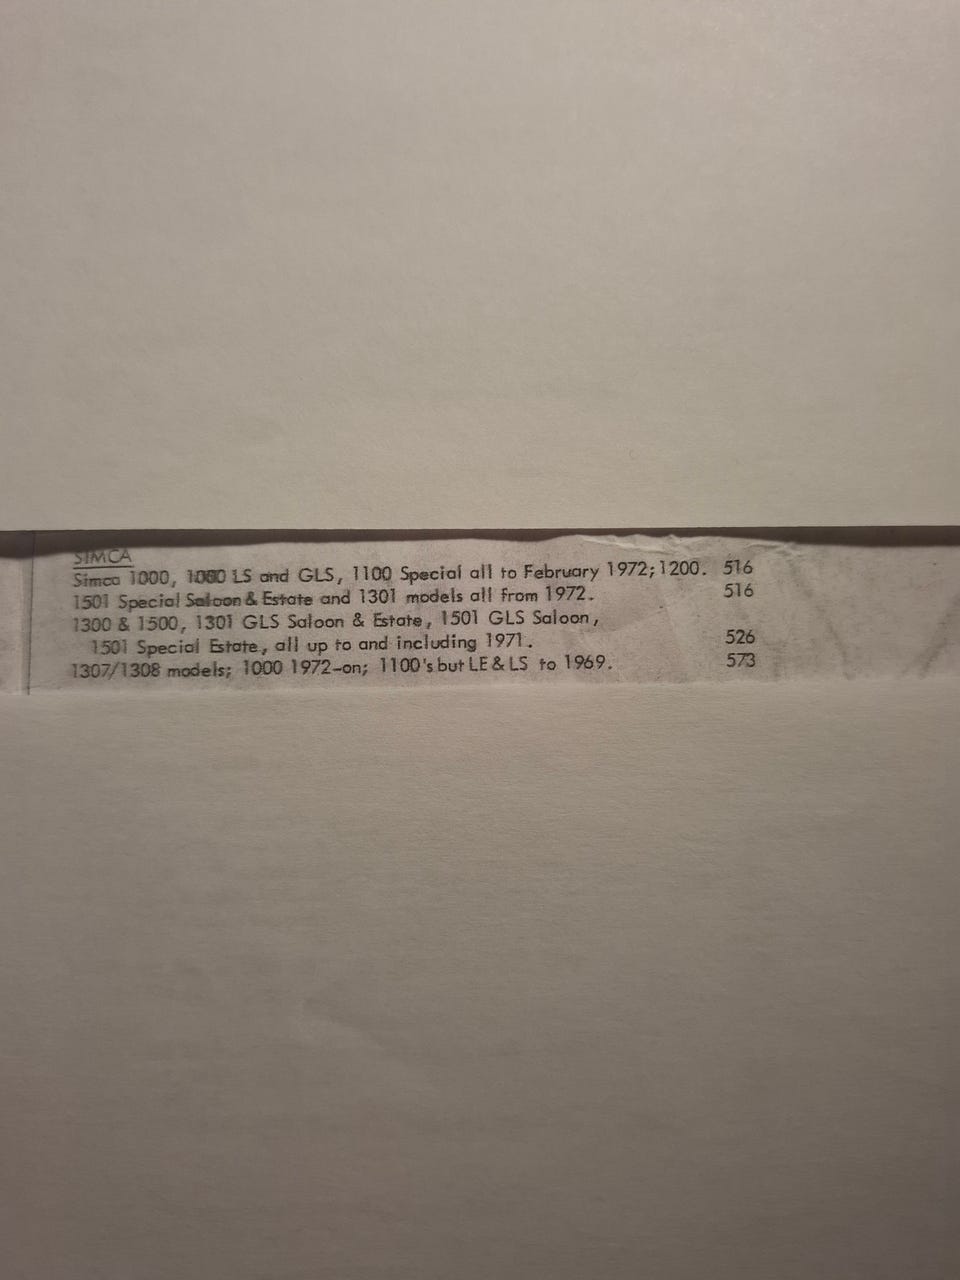 SIMCA
Simca 1000, 1000 LS and GLS, 1100 Special all to February 1972; 1200. 516
1501 Special Saloon & Estate and 1301 models all from 1972. 516
1300 & 1500, 1301 GLS Saloon & Estate, 1501 GLS Saloon,
1501 Special Estate, all up to and including 1971. 526
1307/1308 models; 1000 1972-on; 1100's but LE & LS to 1969. 573